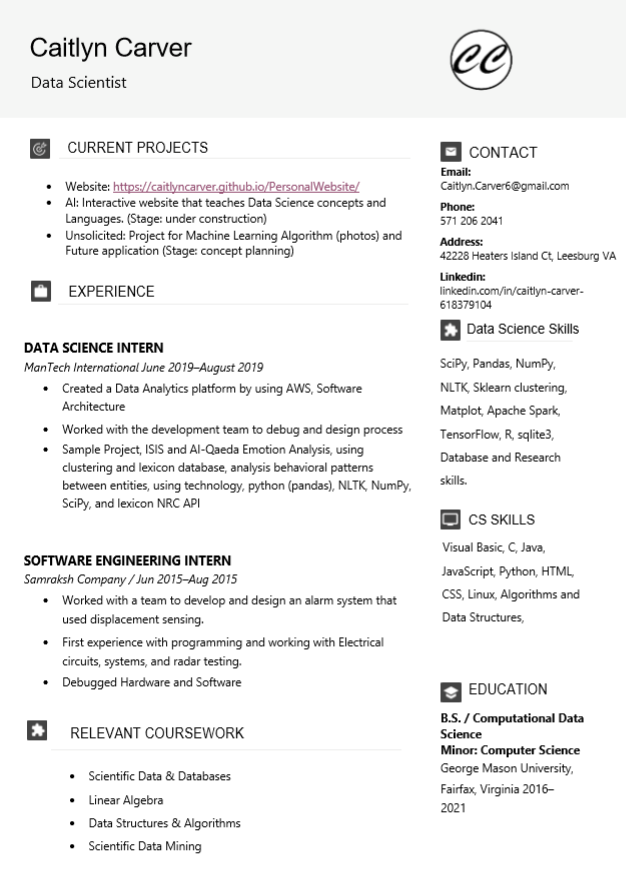 Caitlyn Carver
Data Scientist
CC
CURRENT PROJECTS
Website: https://caitlyncarver.github.io/PersonalWebsite/
AI: Interactive website that teaches Data Science concepts and
Languages. (Stage: under construction)
Unsolicited: Project for Machine Learning Algorithm (photos) and
Future application (Stage: concept planning)
EXPERIENCE
DATA SCIENCE INTERN
ManTech International June 2019–August 2019
Created a Data Analytics platform by using AWS, Software
Architecture
Worked with the development team to debug and design process
Sample Project, ISIS and Al-Qaeda Emotion Analysis, using
clustering and lexicon database, analysis behavioral patterns
between entities, using technology, python (pandas), NLTK, NumPy,
SciPy, and lexicon NRC API
SOFTWARE ENGINEERING INTERN
Samraksh Company / Jun 2015–Aug 2015
Worked with a team to develop and design an alarm system that
used displacement sensing.
First experience with programming and working with Electrical
circuits, systems, and radar testing.
Debugged Hardware and Software
RELEVANT COURSEWORK
Scientific Data & Databases
Linear Algebra
Data Structures & Algorithms
Scientific Data Mining
CONTACT
Email:
Caitlyn.Carver6@gmail.com
Phone:
571 206 2041
Address:
42228 Heaters Island Ct, Leesburg VA
Linkedin:
linkedin.com/in/caitlyn-carver-
618379104
Data Science Skills
SciPy, Pandas, NumPy,
NLTK, Sklearn clustering,
Matplot, Apache Spark,
TensorFlow, R, sqlite3,
Database and Research
skills.
CS SKILLS
Visual Basic, C, Java,
JavaScript, Python, HTML,
CSS, Linux, Algorithms and
Data Structures,
EDUCATION
B.S. / Computational Data
Science
Minor: Computer Science
George Mason University,
Fairfax, Virginia 2016–
2021